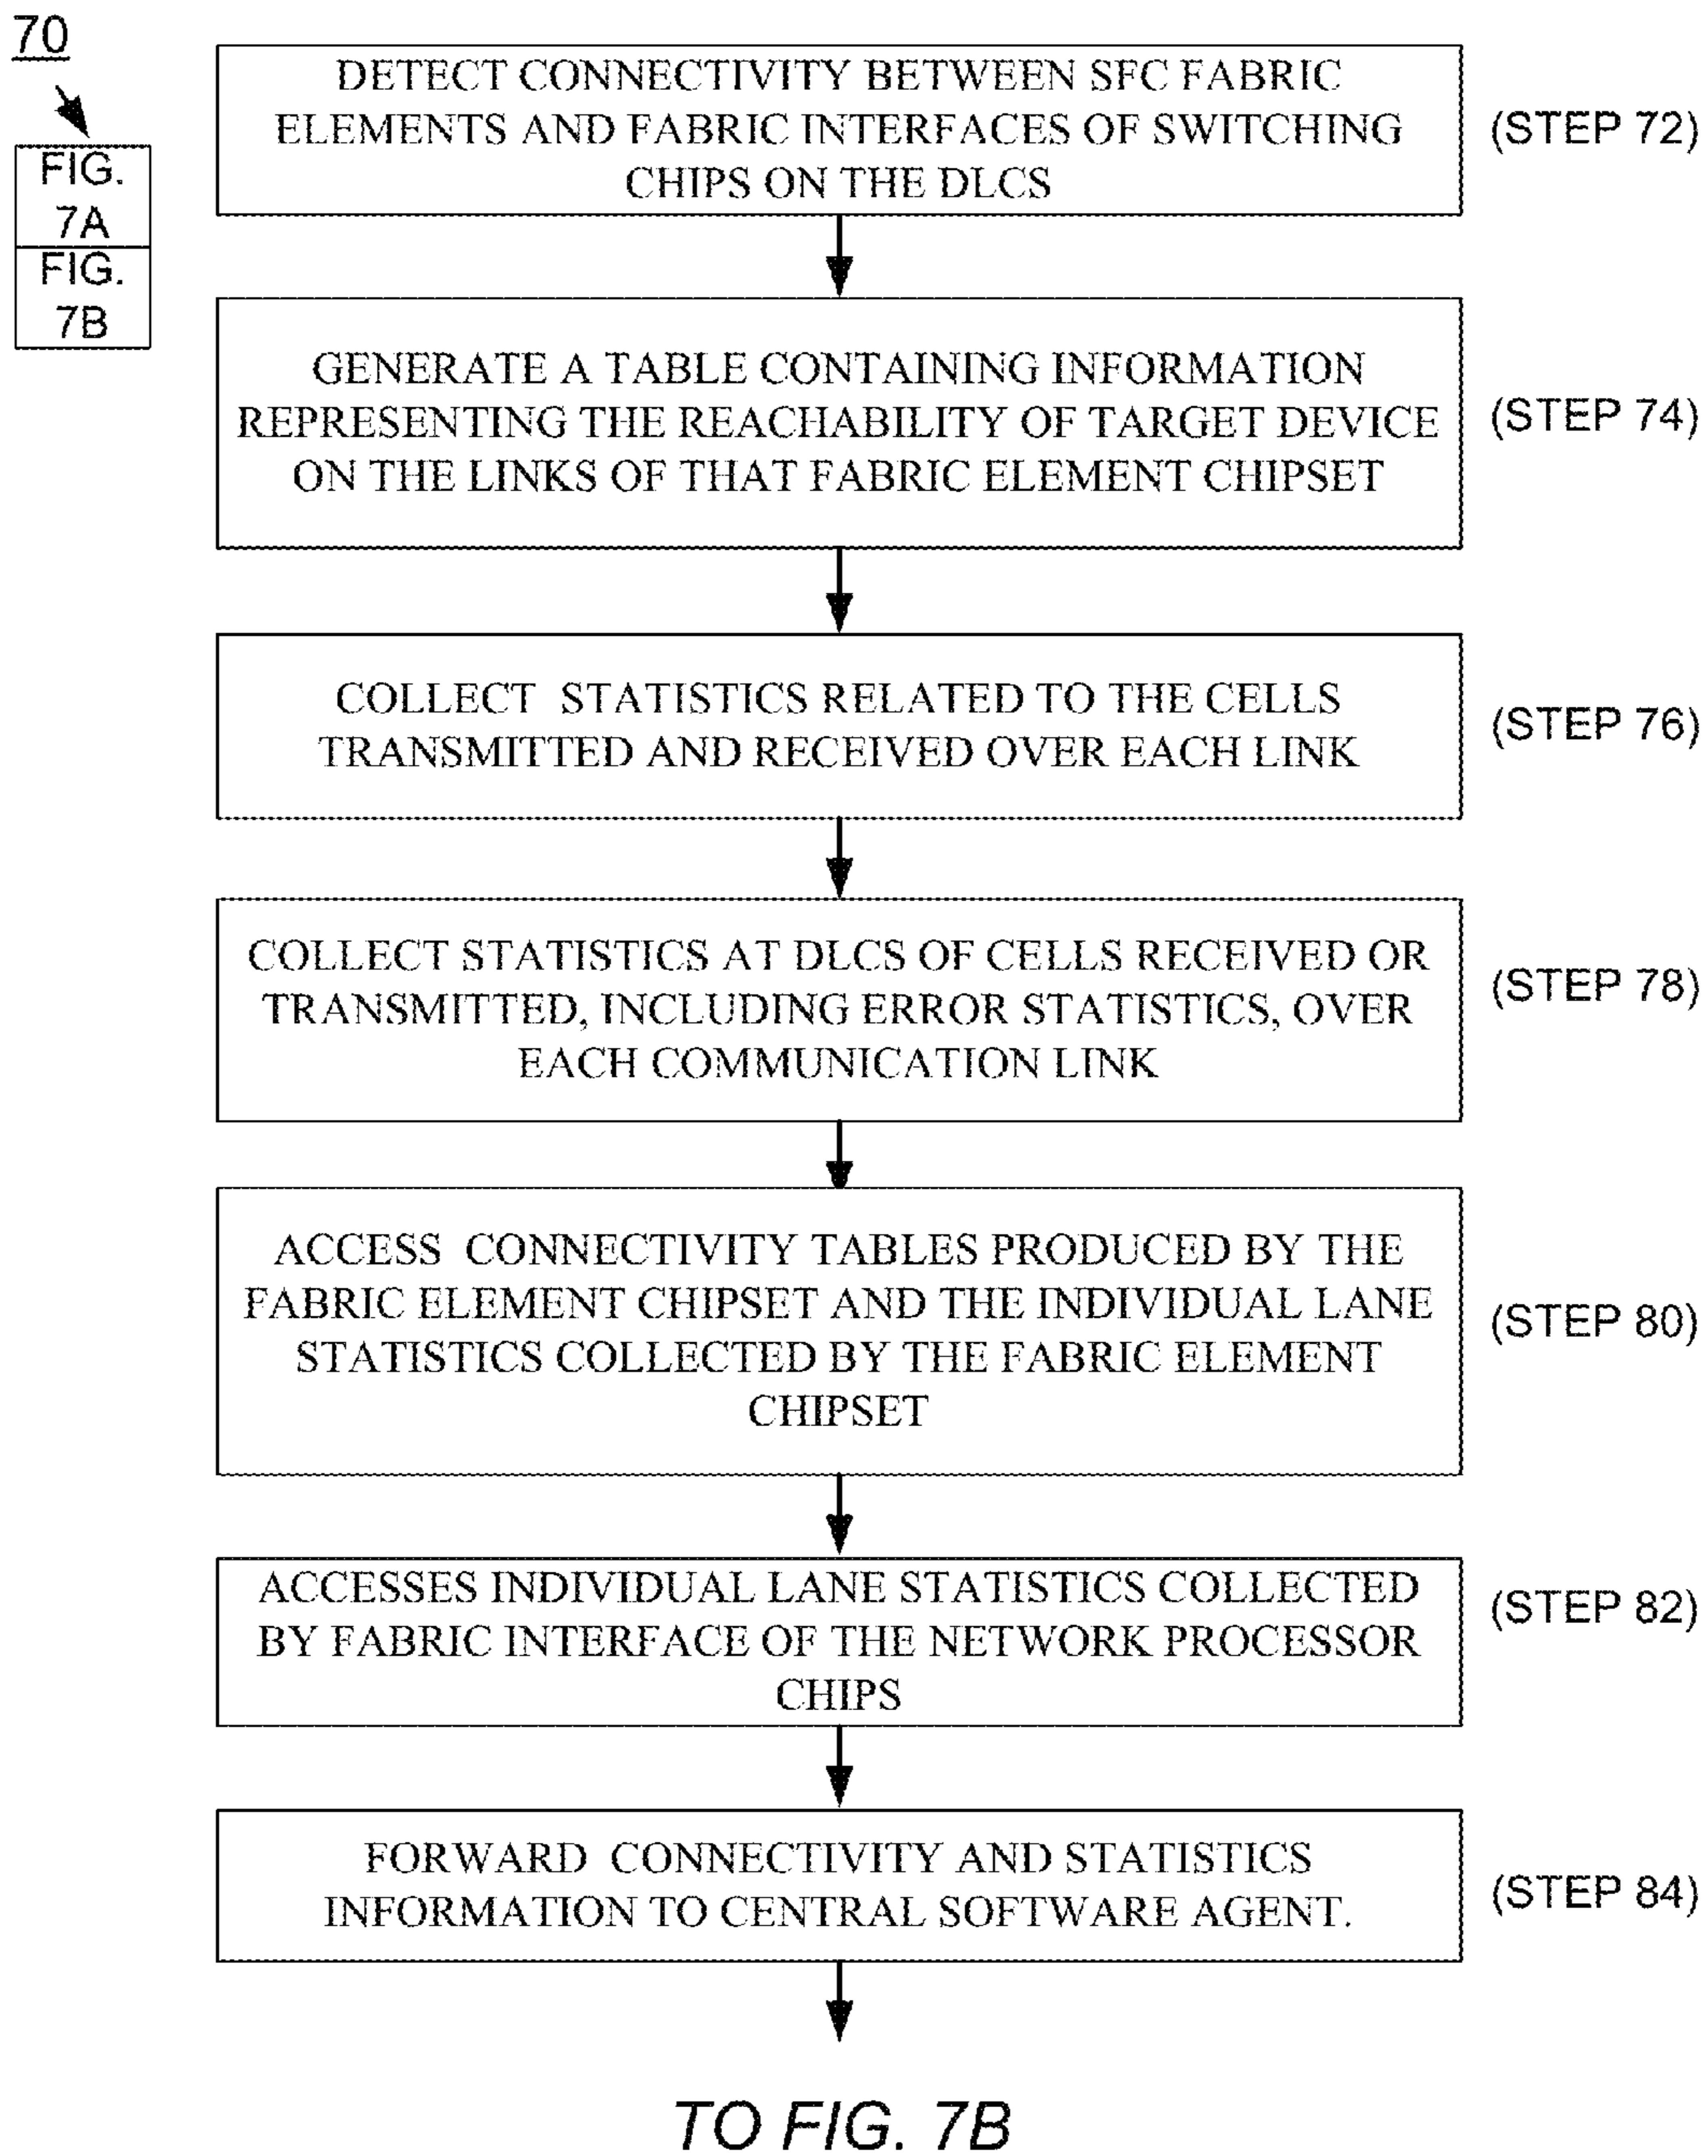 70
FIG.
7A
FIG.
7B
DETECT CONNECTIVITY BETWEEN SFC FABRIC
ELEMENTS AND FABRIC INTERFACES OF SWITCHING
CHIPS ON THE DLCS
(STEP 72)
GENERATE A TABLE CONTAINING INFORMATION
REPRESENTING THE REACHABILITY OF TARGET DEVICE
ON THE LINKS OF THAT FABRIC ELEMENT CHIPSET
(STEP 74)
COLLECT STATISTICS RELATED TO THE CELLS
TRANSMITTED AND RECEIVED OVER EACH LINK
(STEP 76)
COLLECT STATISTICS AT DLCS OF CELLS RECEIVED OR
TRANSMITTED, INCLUDING ERROR STATISTICS, OVER
EACH COMMUNICATION LINK
(STEP 78)
ACCESS CONNECTIVITY TABLES PRODUCED BY THE
FABRIC ELEMENT CHIPSET AND THE INDIVIDUAL LANE
STATISTICS COLLECTED BY THE FABRIC ELEMENT
CHIPSET
(STEP 80)
ACCESSES INDIVIDUAL LANE STATISTICS COLLECTED
BY FABRIC INTERFACE OF THE NETWORK PROCESSOR
CHIPS
(STEP 82)
FORWARD CONNECTIVITY AND STATISTICS
INFORMATION TO CENTRAL SOFTWARE AGENT.
(STEP 84)
TO FIG. 7B